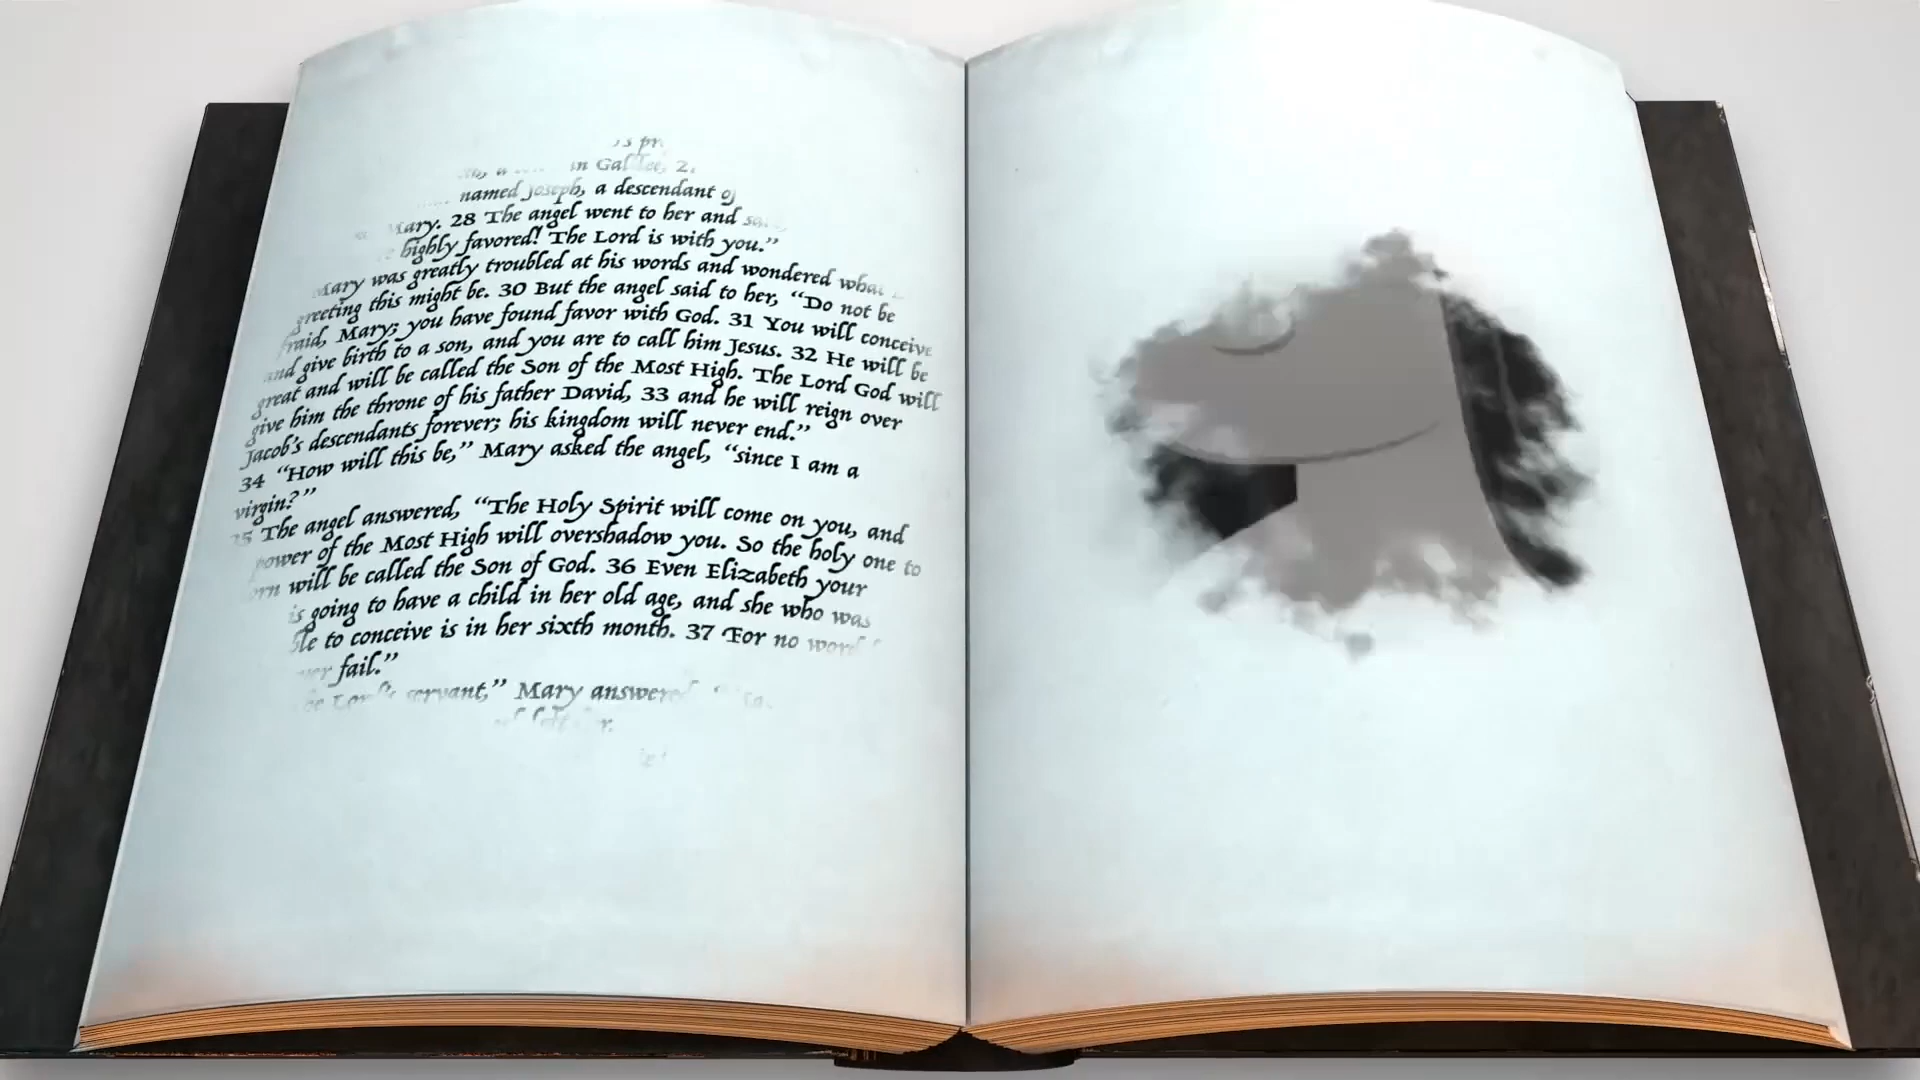 in Galilee,
named Joseph, a descendant of
Mary. 28 The angel went to her and
highly favored! The Lord is with you.”
Mary was greatly troubled at his words and wondered what
greeting this might be. 30 But the angel said to her, “Do not be
fraid, Mary; you have found favor with God. 31 You will conceive
and give birth to a son, and you are to call him Jesus. 32 He will be
great and will be called the Son of the Most High. The Lord God will
give him the throne of his father David, 33 and he will reign over
Jacob’s descendants forever; his kingdom will never end.”
34 “How will this be,” Mary asked the angel, “since I am a
virgin?”
The angel answered, “The Holy Spirit will come on you, and
power of the Most High will overshadow you. So the holy one to
will be called the Son of God. 36 Even Elizabeth your
is going to have a child in her old age, and she who was
to conceive is in her sixth month. 37 For no word
fail.”
Lord’s servant,” Mary answered.